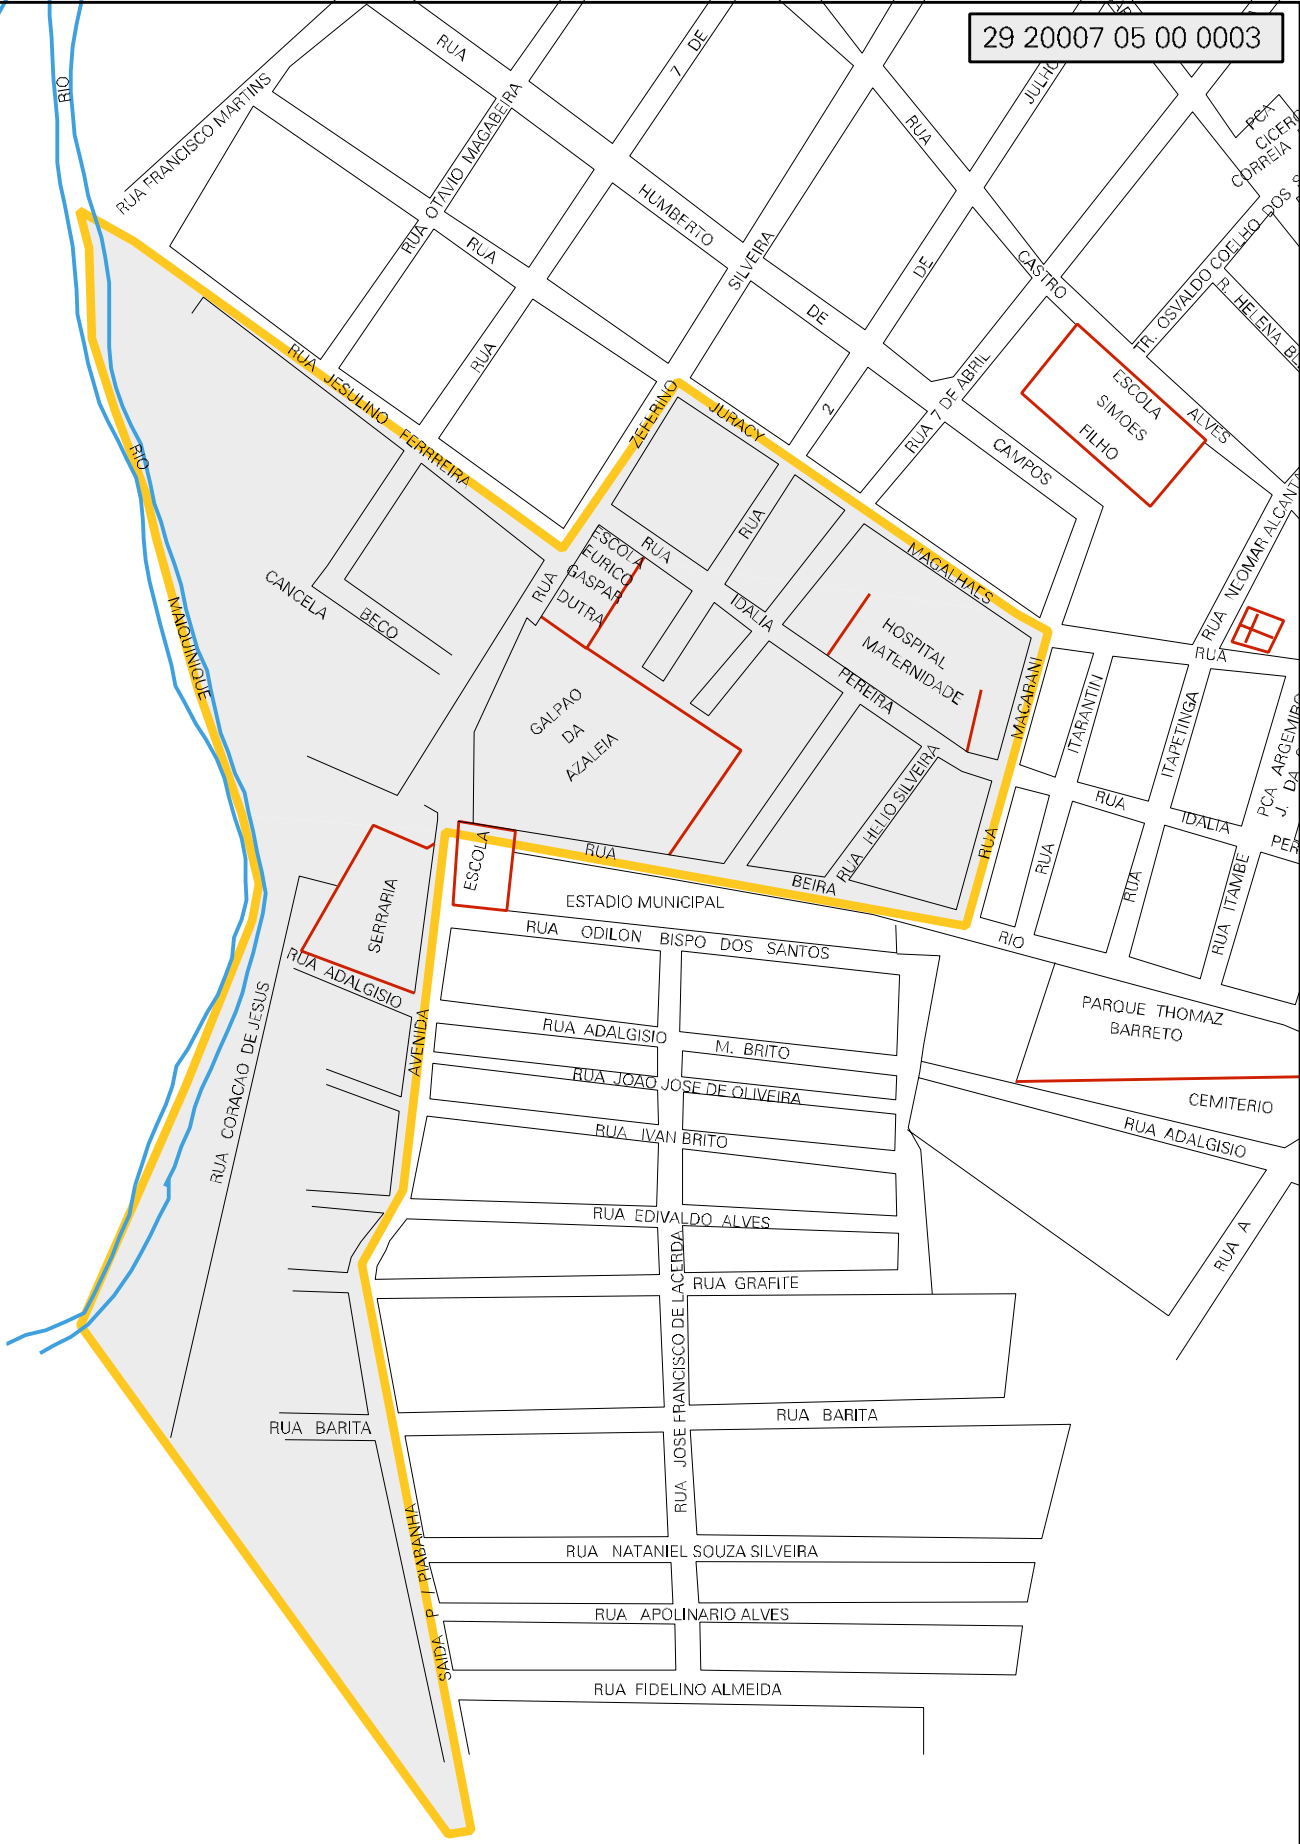 29 20007 05 00 0003
RIO
RUA FRANCISCO MARTINS
RUA
RUA OTAVIO MAGABEIRA
7 DE
JULHO
RUA
PCA
CICERO
CORREIA
HUMBERTO
RUA
SILVEIRA
DE
CASTRO
TR. OSVALDO COELHO DOS
R. HELENA
DE
RUA
RUA JESULINO FERRREIRA
ZEFERINO
JURACY
2
RUA 7 DE ABRIL
ESCOLA
SIMOES
FILHO
ALVES
CAMPOS
RIO
MAIQUINIQUE
RUA
RUA
MAGALHAES
RUA NEOMAR
ESCOLA
EURICO
GASPAR
DUTRA
RUA
CANCELA
BECO
IDALIA
HOSPITAL
MATERNIDADE
PEREIRA
RUA
MACARANI
ITARANTIN
ITAPETINGA
PCA ARGEMIRO
J. DA
GALPAO
DA
AZALEIA
RUA HELIO SILVEIRA
RUA
IDALIA
RUA
ESCOLA
RUA
BEIRA
RUA
RUA
RUA ITAMBE
SERRARIA
ESTADIO MUNICIPAL
RIO
RUA ODILON BISPO DOS SANTOS
RUA ADALGISIO
RUA CORACAO DE JESUS
AVENIDA
RUA ADALGISIO
M. BRITO
PARQUE THOMAZ
BARRETO
RUA JOAO JOSE DE OLIVEIRA
CEMITERIO
RUA IVAN BRITO
RUA ADALGISIO
RUA EDIVALDO ALVES
RUA A
RUA GRAFITE
RUA JOSE FRANCISCO DE LACERDA
RUA BARITA
RUA BARITA
SAIDA P / PIABANHA
RUA NATANIEL SOUZA SILVEIRA
RUA APOLINARIO ALVES
RUA FIDELINO ALMEIDA